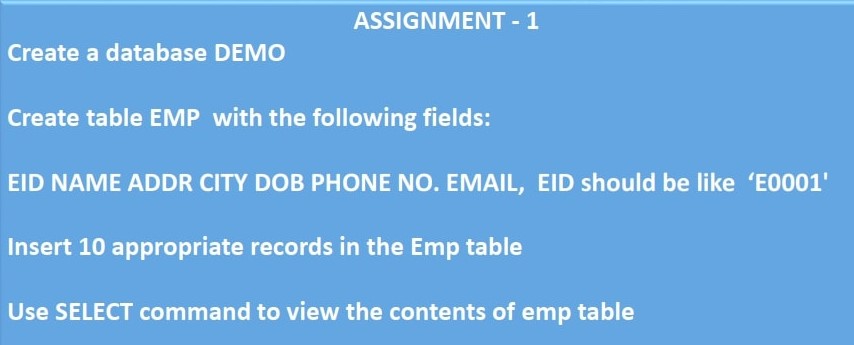 ASSIGNMENT - 1
Create a database DEMO
Create table EMP  with the following fields:
EID NAME ADDR CITY DOB PHONE NO. EMAIL,  EID should be like  ‘E0001'
Insert 10 appropriate records in the Emp table
Use SELECT command to view the contents of emp table